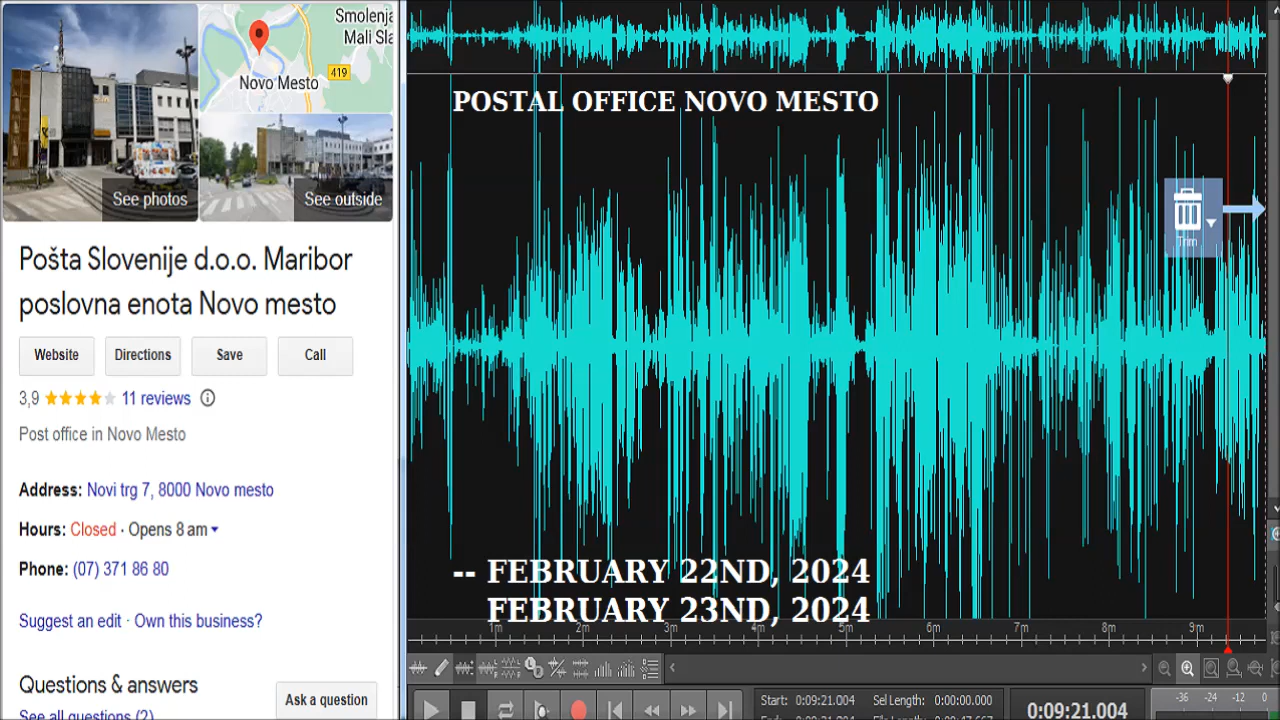 See photos
See outside
Smolenja
Mali Sla
419
Novo Mesto
Pošta Slovenije d.o.o. Maribor
poslovna enota Novo mesto
Website
Directions
Save
Call
3,9
11 reviews
Post office in Novo Mesto
Address: Novi trg 7, 8000 Novo mesto
Hours: Closed · Opens 8 am
Phone: (07) 371 86 80
Suggest an edit · Own this business?
Questions & answers
Ask a question
See all questions (2)
POSTAL OFFICE NOVO MESTO
Trim
-- FEBRUARY 22ND, 2024
FEBRUARY 23ND, 2024
1m 2m 3m 4m 5m 6m 7m 8m 9m
Start: 0:09:21.004 Sel Length: 0:00:00.000
0:09:21.004
-36 -24 -12 0